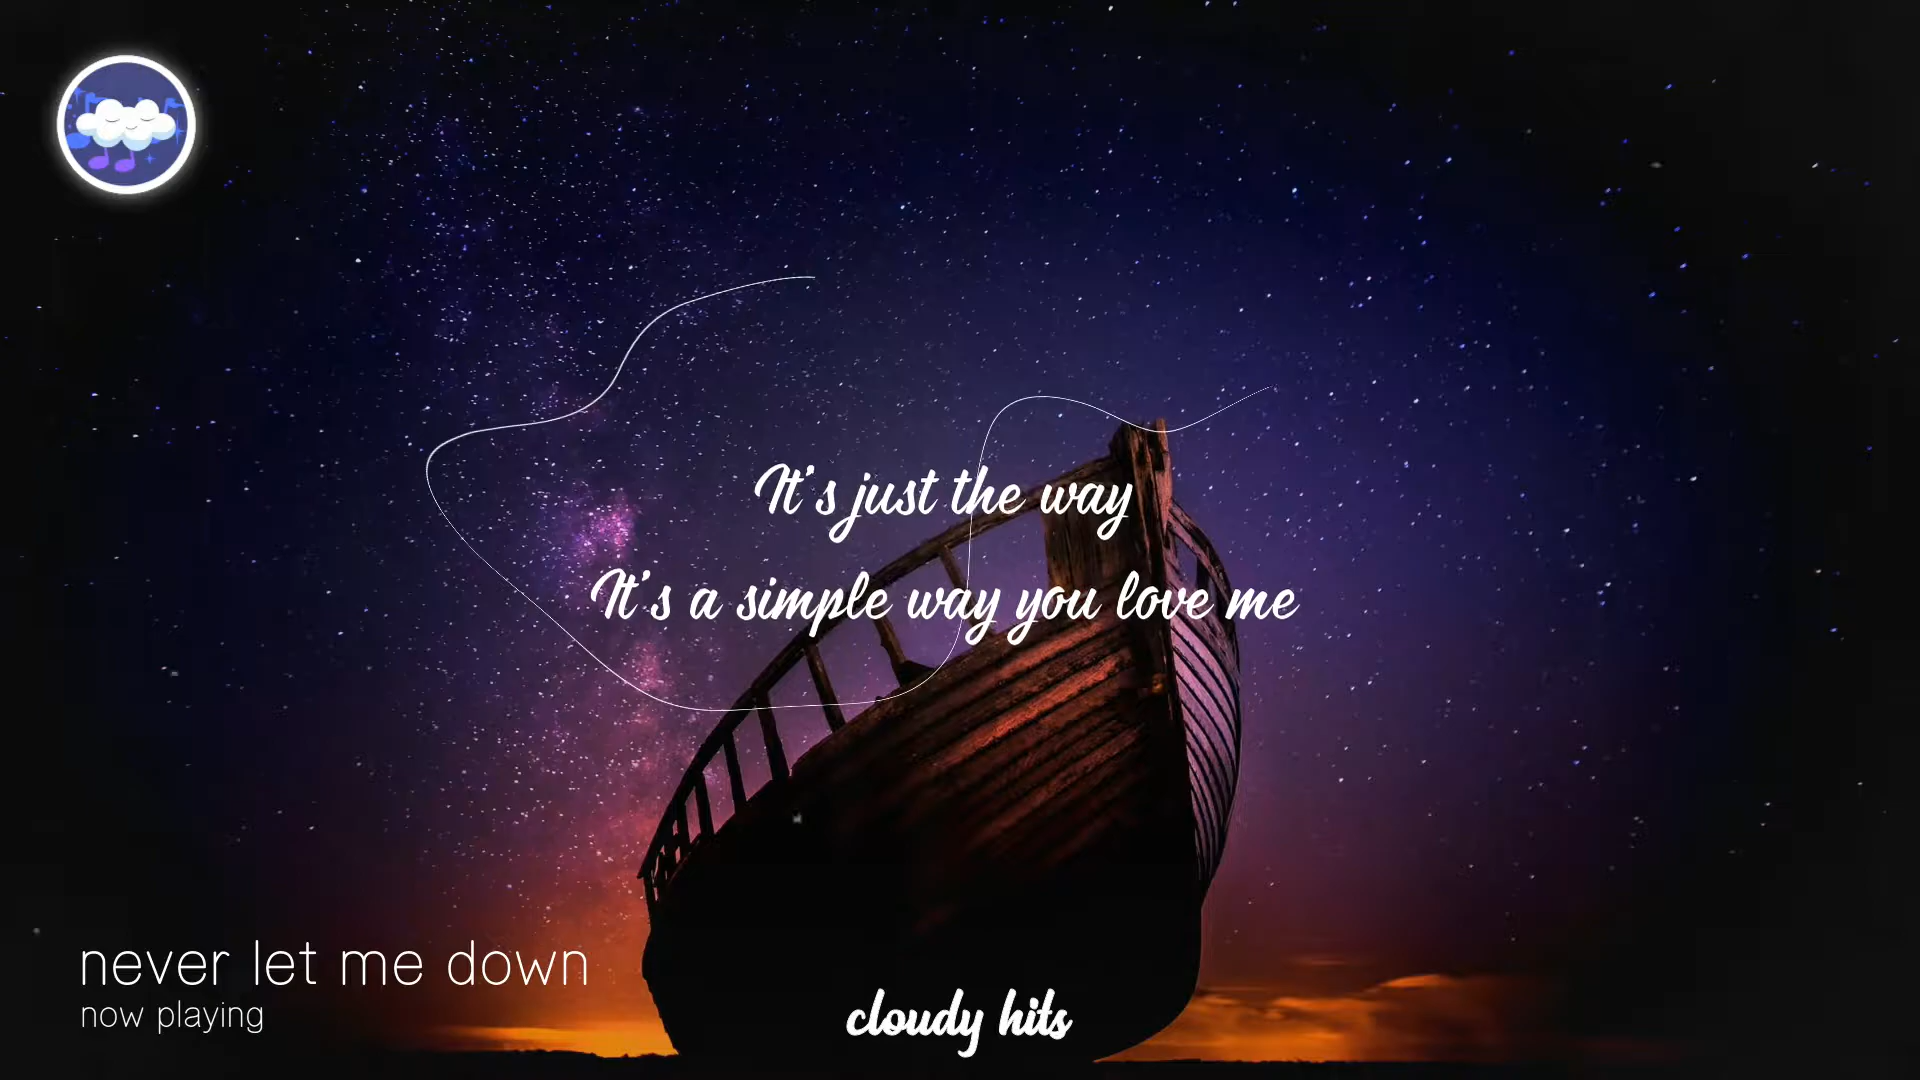 It's just the way
It's a simple way you love me
never let me down
now playing
cloudy hits